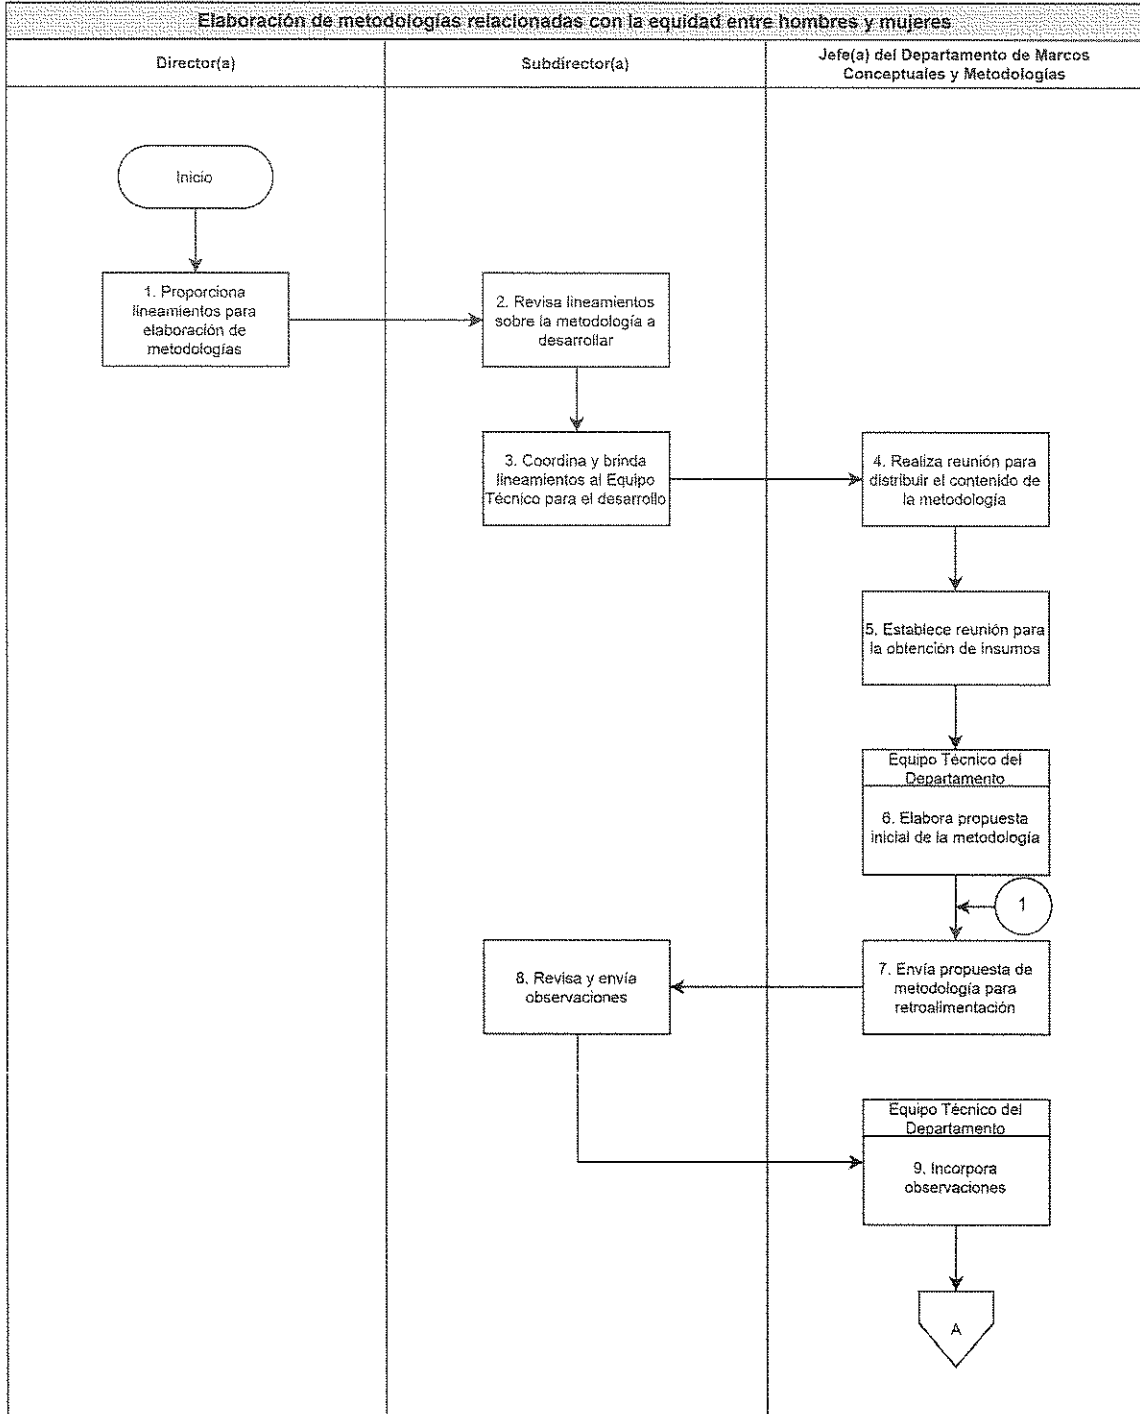 Elaboración de metodologías relacionadas con la equidad entre hombres y mujeres
Director(a)
Subdirector(a)
Jefe(a) del Departamento de Marcos
Conceptuales y Metodologías
Inicio
1. Proporciona
lineamientos para
elaboración de
metodologías
2. Revisa lineamientos
sobre la metodología a
desarrollar
3. Coordina y brinda
lineamientos al Equipo
Técnico para el desarrollo
4. Realiza reunión para
distribuir el contenido de
la metodología
5. Establece reunión para
la obtención de insumos
Equipo Técnico del
Departamento
6. Elabora propuesta
inicial de la metodología
1
7. Envía propuesta de
metodología para
retroalimentación
8. Revisa y envía
observaciones
Equipo Técnico del
Departamento
9. Incorpora
observaciones
A